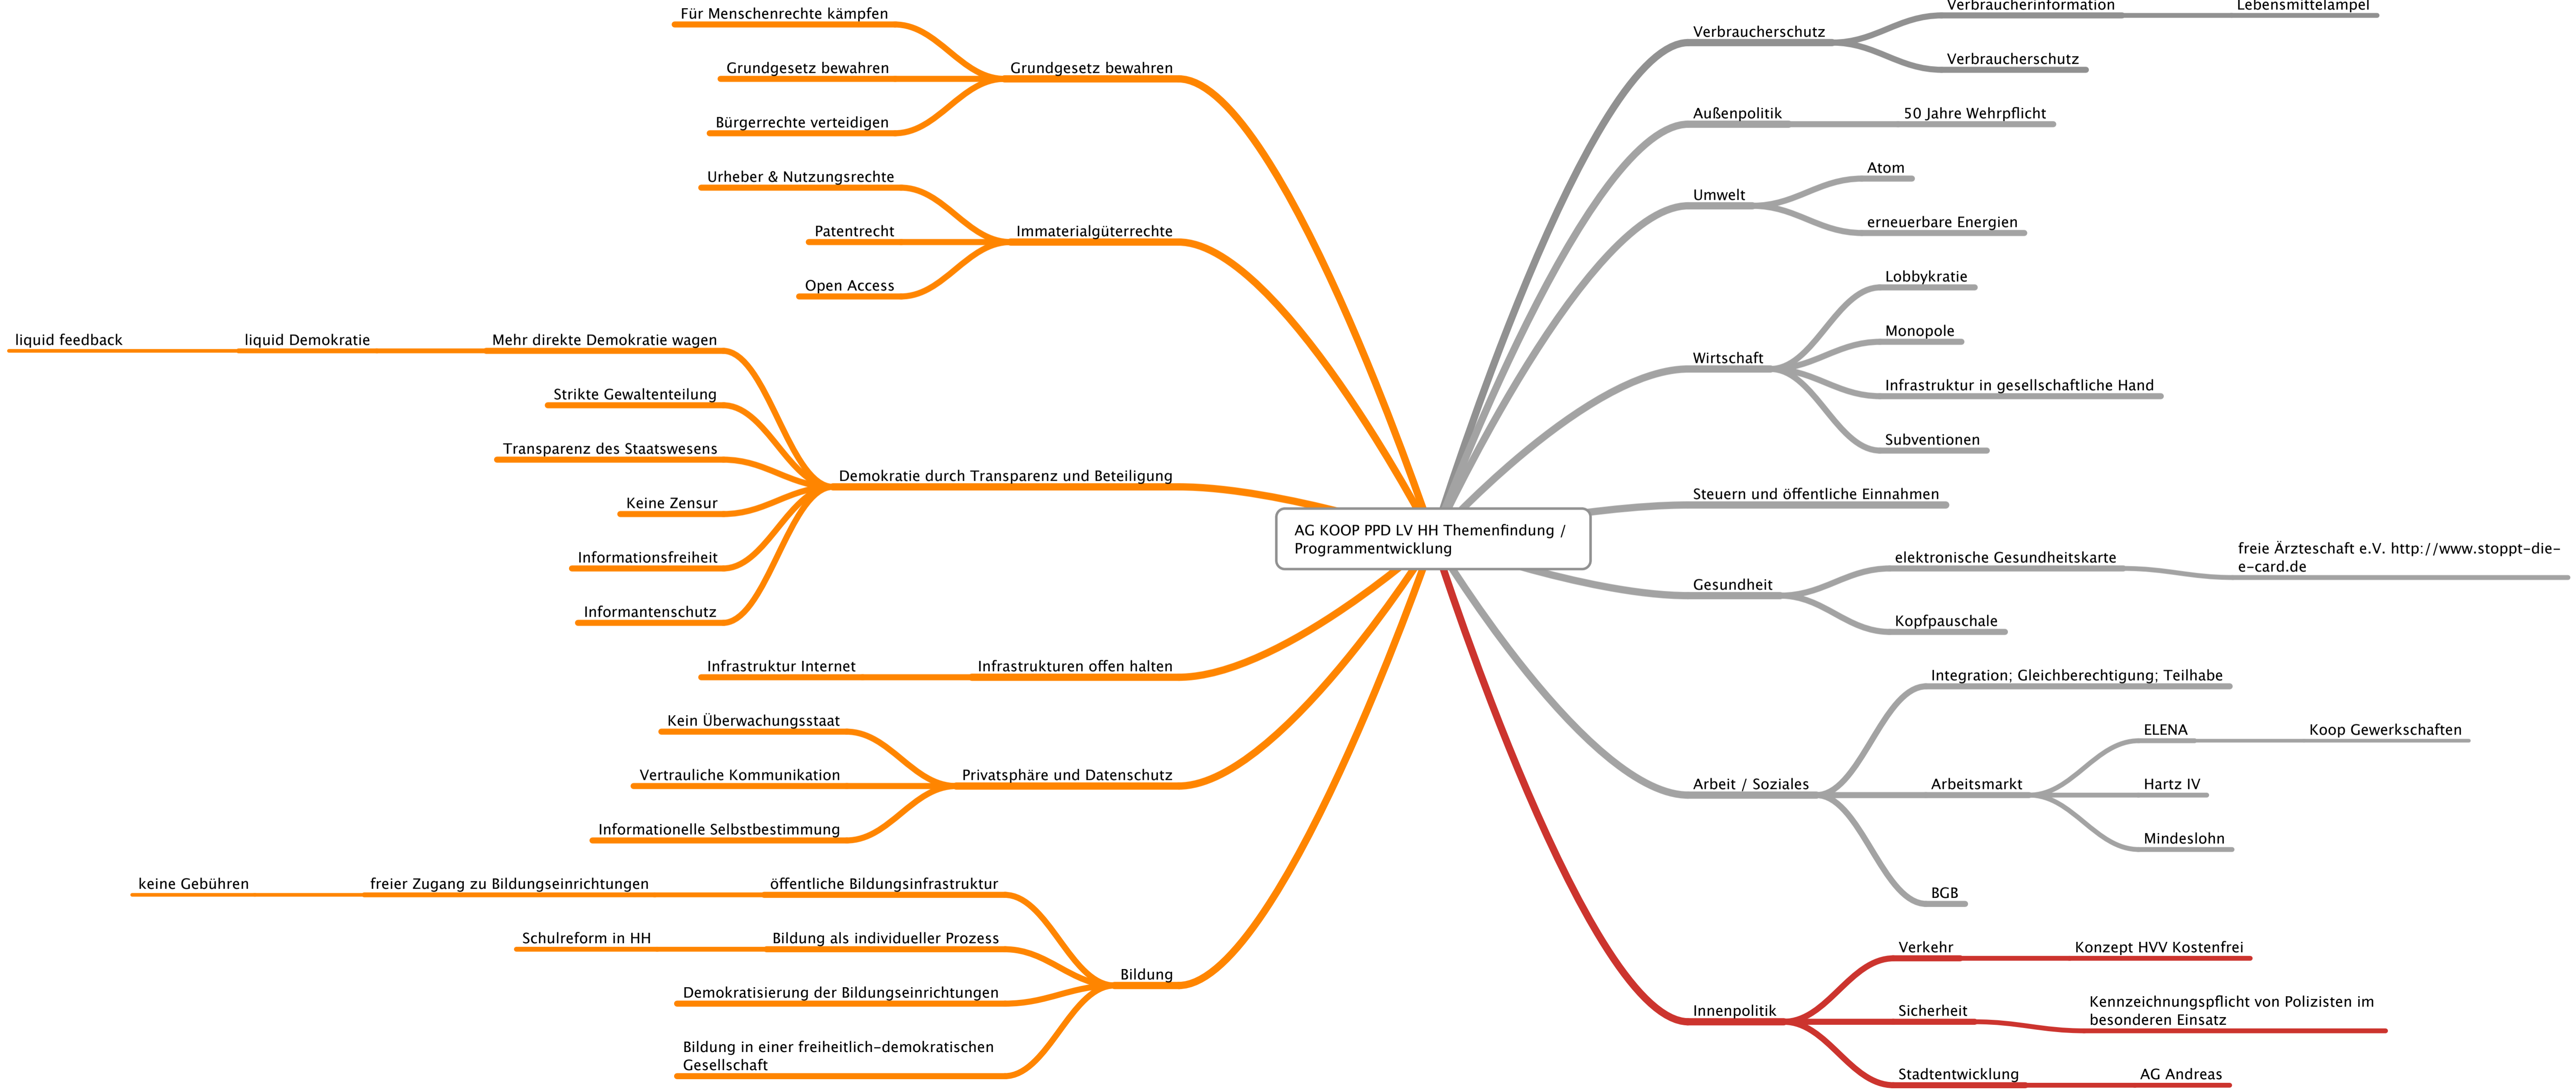 AG KOOP PPD LV HH Themenfindung /
Programmentwicklung
Grundgesetz bewahren
Für Menschenrechte kämpfen
Grundgesetz bewahren
Bürgerrechte verteidigen
Immaterialgüterrechte
Urheber & Nutzungsrechte
Patentrecht
Open Access
Demokratie durch Transparenz und Beteiligung
Mehr direkte Demokratie wagen
liquid Demokratie
liquid feedback
Strikte Gewaltenteilung
Transparenz des Staatswesens
Keine Zensur
Informationsfreiheit
Informantenschutz
Infrastrukturen offen halten
Infrastruktur Internet
Privatsphäre und Datenschutz
Kein Überwachungsstaat
Vertrauliche Kommunikation
Informationelle Selbstbestimmung
Bildung
öffentliche Bildungsinfrastruktur
freier Zugang zu Bildungseinrichtungen
keine Gebühren
Bildung als individueller Prozess
Schulreform in HH
Demokratisierung der Bildungseinrichtungen
Bildung in einer freiheitlich-demokratischen
Gesellschaft
Verbraucherschutz
Verbraucherinformation
Lebensmittelampel
Verbraucherschutz
Außenpolitik
50 Jahre Wehrpflicht
Umwelt
Atom
erneuerbare Energien
Wirtschaft
Lobbykratie
Monopole
Infrastruktur in gesellschaftliche Hand
Subventionen
Steuern und öffentliche Einnahmen
Gesundheit
elektronische Gesundheitskarte
freie Ärzteschaft e.V. http://www.stoppt-die-
e-card.de
Kopfpauschale
Arbeit / Soziales
Integration; Gleichberechtigung; Teilhabe
Arbeitsmarkt
ELENA
Koop Gewerkschaften
Hartz IV
Mindeslohn
BGB
Innenpolitik
Verkehr
Konzept HVV Kostenfrei
Sicherheit
Kennzeichnungspflicht von Polizisten im
besonderen Einsatz
Stadtentwicklung
AG Andreas